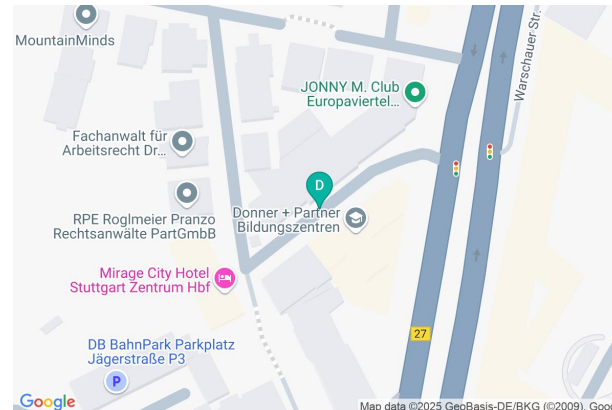 MountainMinds
Warschauer Str.
JONNY M. Club
Europaviertel...
Fachanwalt für
Arbeitsrecht Dr...
D
RPE Roglmeier Pranzo
Rechtsanwälte PartGmbB
Donner + Partner
Bildungszentren
Mirage City Hotel
Stuttgart Zentrum Hbf
27
DB BahnPark Parkplatz
Jägerstraße P3
P
Google
Map data ©2025 GeoBasis-DE/BKG (©2009), Goo